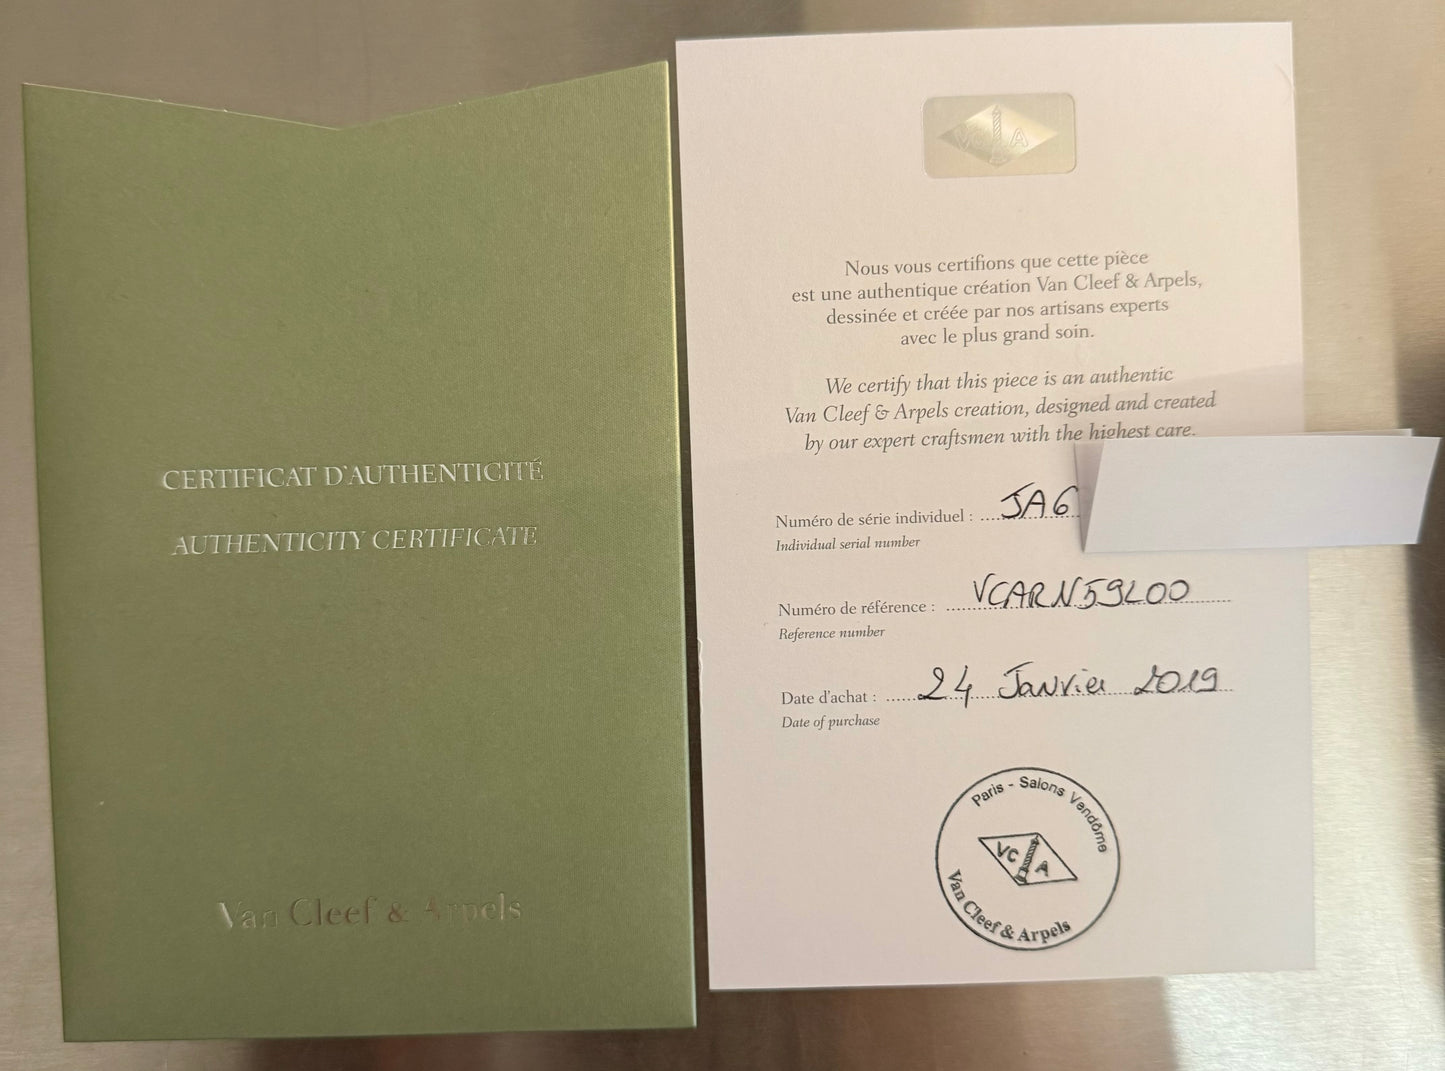 CERTIFICAT D'AUTHENTICITÉ
AUTHENTICITY CERTIFICATE
Van Cleef & Arpels
VC A
Nous vous certifions que cette pièce
est une authentique création Van Cleef & Arpels,
dessinée et créée par nos artisans experts
avec le plus grand soin.
We certify that this piece is an authentic
Van Cleef & Arpels creation, designed and created
by our expert craftsmen with the highest care.
Numéro de série individuel : JA6
Individual serial number
Numéro de référence : VCARN59L00
Reference number
Date d'achat : 24 Janvier 2019
Date of purchase
Paris - Salons Vendôme
VC A
Van Cleef & Arpels